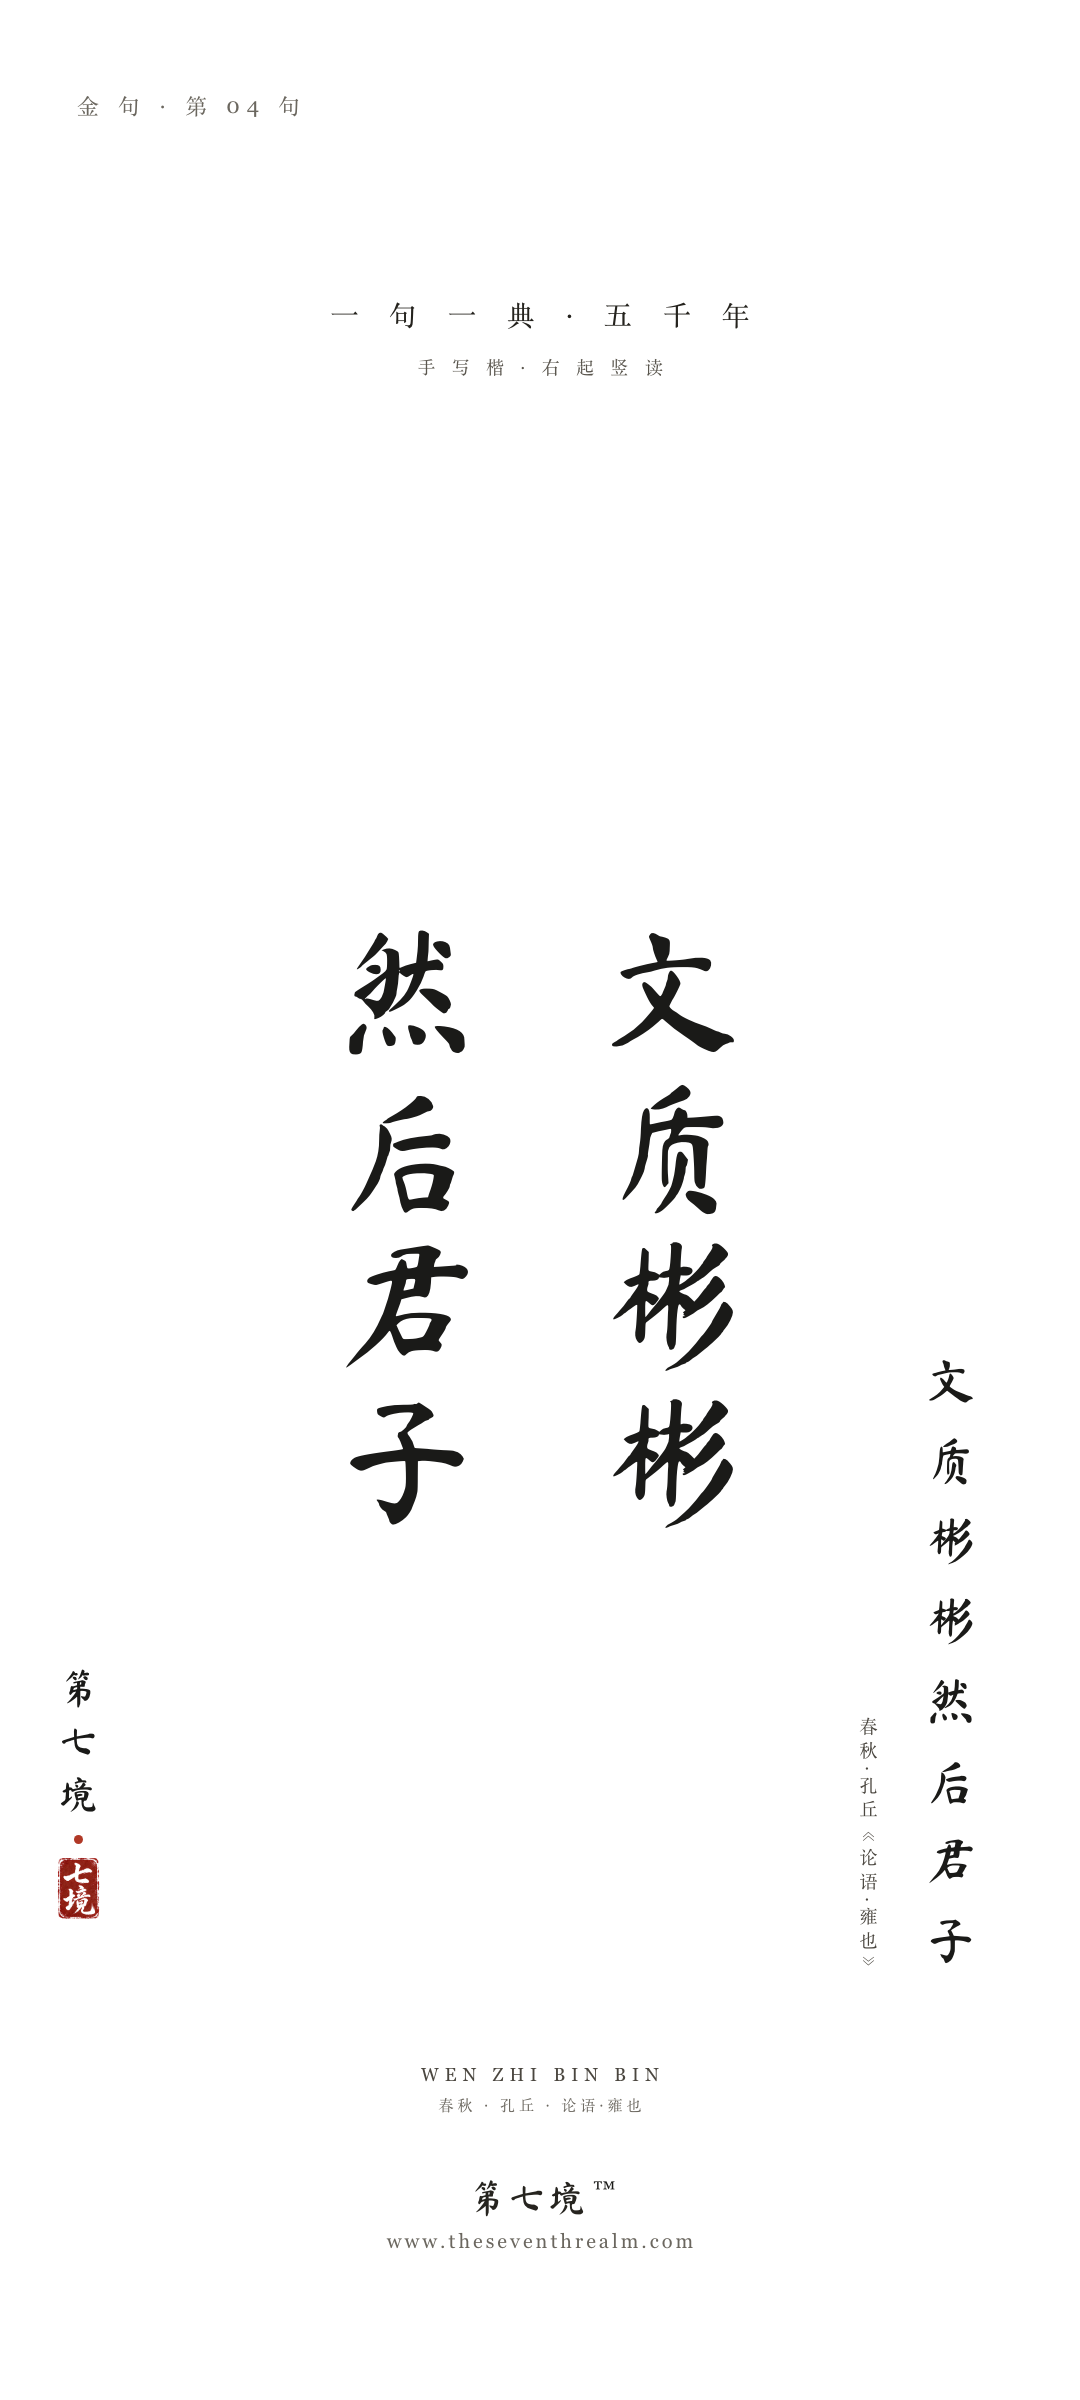 金句·第04句
一句一典·五千年
手写楷·右起竖读
文质彬彬
然后君子
文质彬彬然后君子
春秋·孔丘《论语·雍也》
第七境
七境
WEN ZHI BIN BIN
春秋 · 孔丘 · 论语·雍也
第七境™
www.theseventhrealm.com